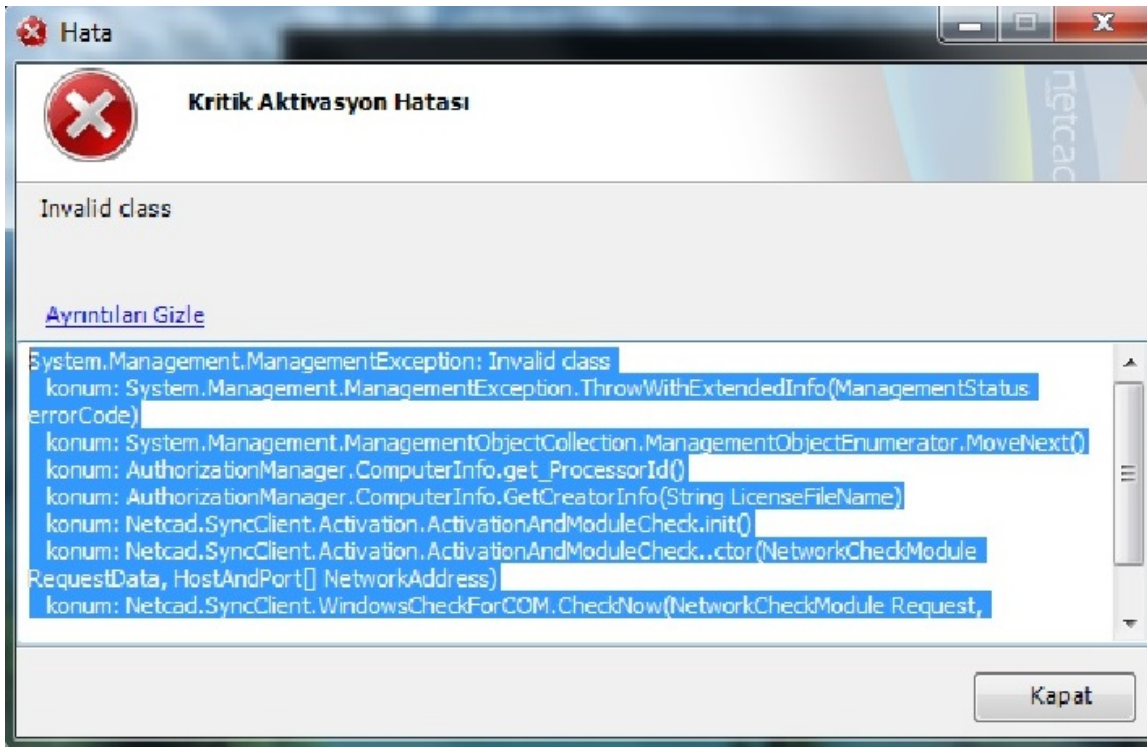 Hata
Kritik Aktivasyon Hatası
netcad
Invalid class
Ayrıntıları Gizle
System.Management.ManagementException: Invalid class
konum: System.Management.ManagementException.ThrowWithExtendedInfo(ManagementStatus
errorCode)
konum: System.Management.ManagementObjectCollection.ManagementObjectEnumerator.MoveNext()
konum: AuthorizationManager.ComputerInfo.get_ProcessorId()
konum: AuthorizationManager.ComputerInfo.GetCreatorInfo(String LicenseFileName)
konum: Netcad.SyncClient.Activation.ActivationAndModuleCheck.init()
konum: Netcad.SyncClient.Activation.ActivationAndModuleCheck..ctor(NetworkCheckModule
RequestData, HostAndPort[] NetworkAddress)
konum: Netcad.SyncClient.WindowsCheckForCOM.CheckNow(NetworkCheckModule Request,
Kapat